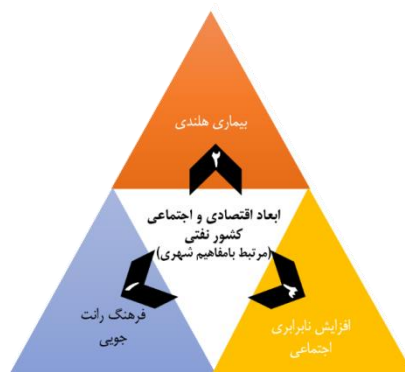 بیماری هلندی
۲
ابعاد اقتصادی و اجتماعی
کشور نفتی
(مرتبط بامفاهیم شهری)
۱
۳
فرهنگ رانت
جویی
افزایش نابرابری
اجتماعی